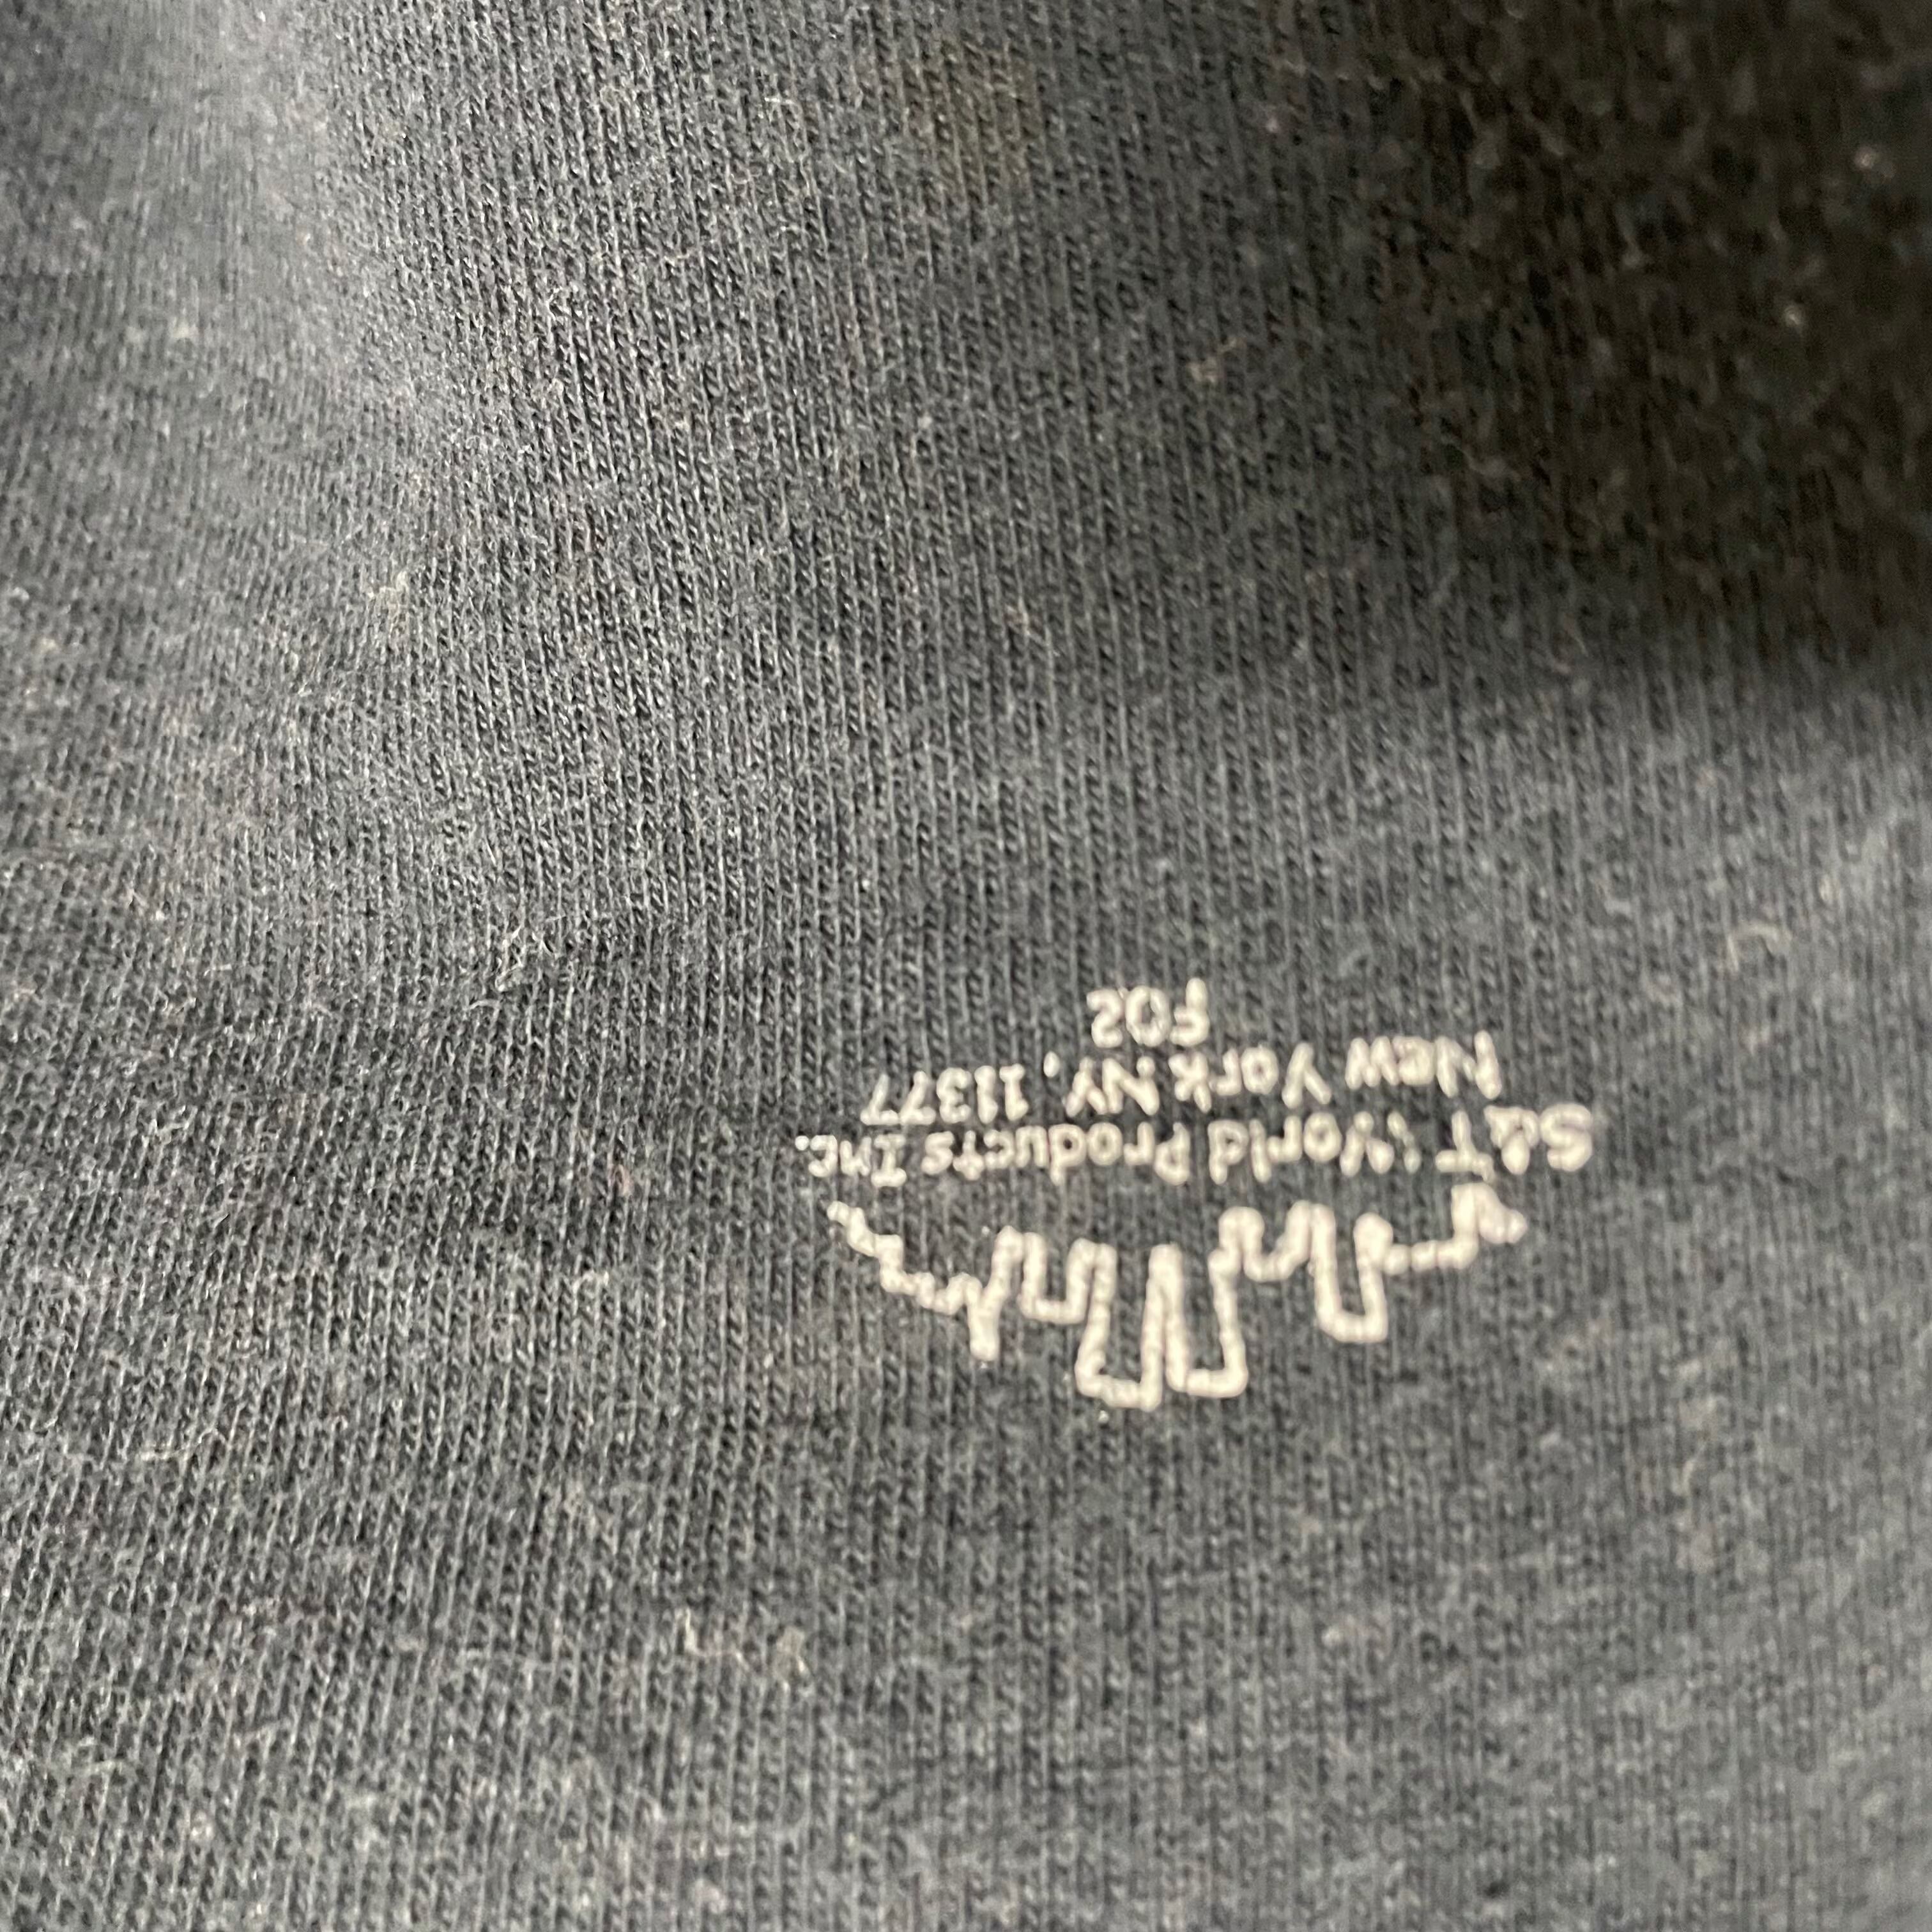 S&T World Products Inc.
New York NY, 11377
F02